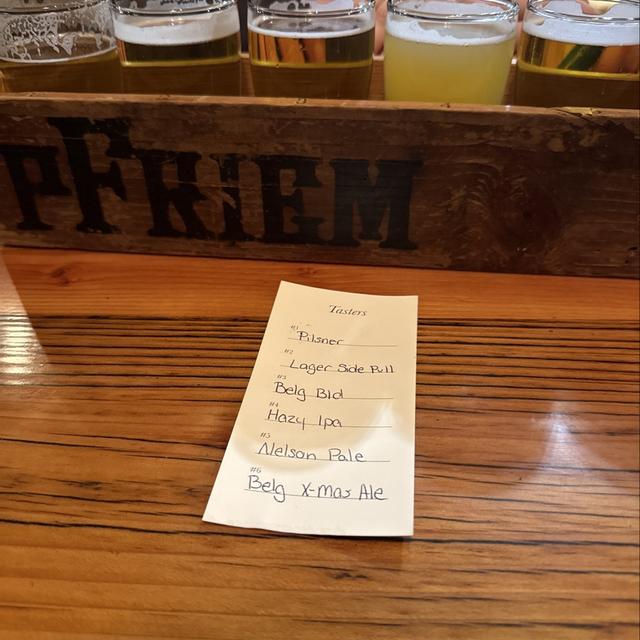 PFRIEM
Tasters
#1 Pilsner
#2 Lager Side Pull
#3 Belg Bld
#4 Hazy Ipa
#5 Nelson Pale
#6 Belg X-mas Ale